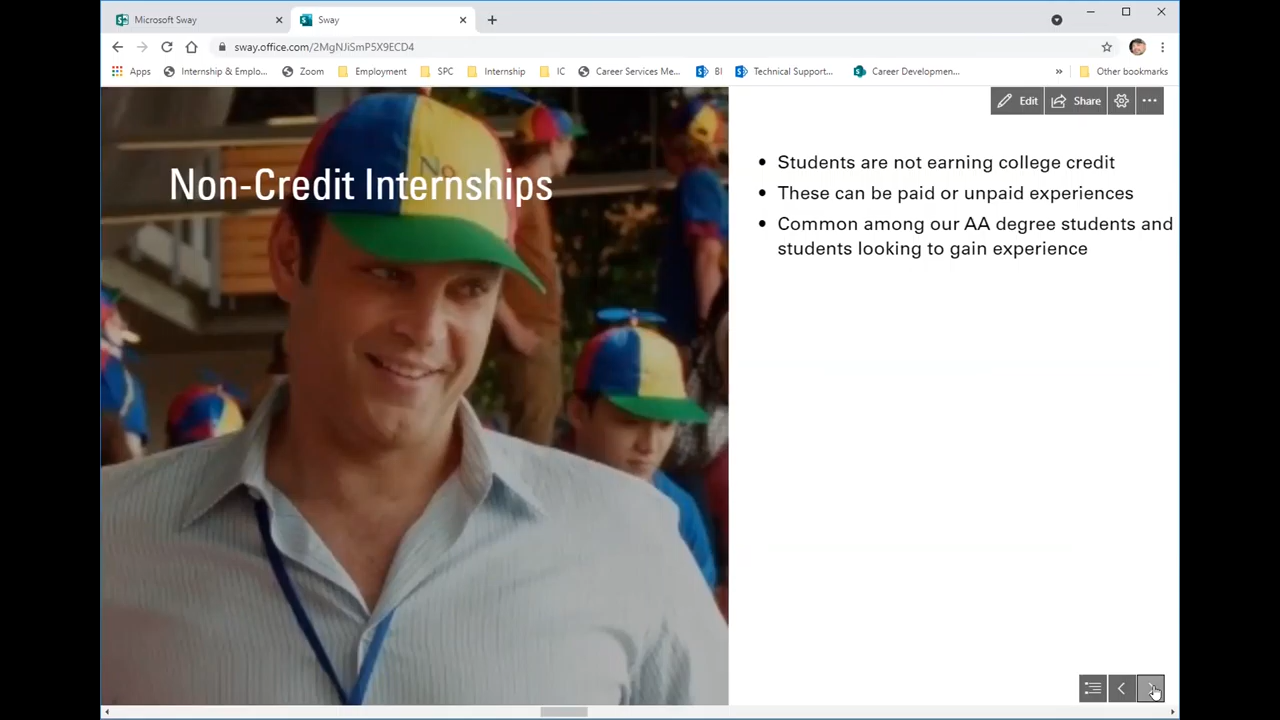 Microsoft Sway
Sway
sway.office.com/2MgNJiSmP5X9ECD4
Apps
Internship & Emplo...
Zoom
Employment
SPC
Internship
IC
Career Services Me...
BI
Technical Support...
Career Developmen...
»
Other bookmarks
Edit
Share
Non-Credit Internships
No
• Students are not earning college credit
• These can be paid or unpaid experiences
• Common among our AA degree students and
students looking to gain experience